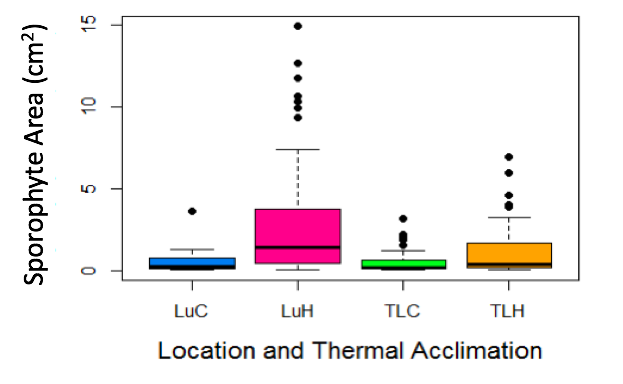 Sporophyte Area (cm²)
15
10
5
0
LuC LuH TLC TLH
Location and Thermal Acclimation